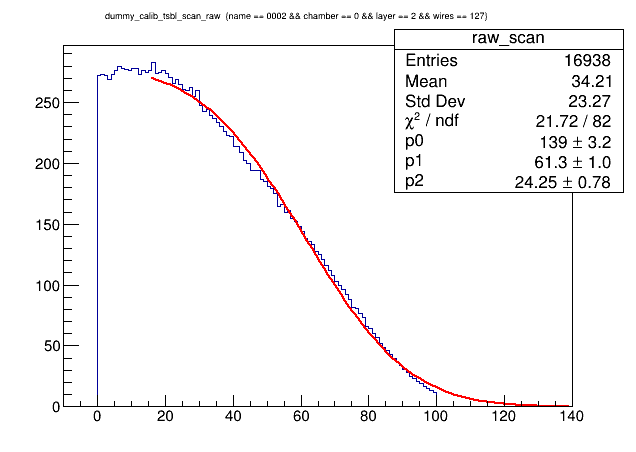 dummy_calib_tsbl_scan_raw (name == 0002 && chamber == 0 && layer == 2 && wires == 127)
raw_scan
Entries 16938
Mean 34.21
Std Dev 23.27
χ² / ndf 21.72 / 82
p0 139 ± 3.2
p1 61.3 ± 1.0
p2 24.25 ± 0.78
250
200
150
100
50
0
0 20 40 60 80 100 120 140